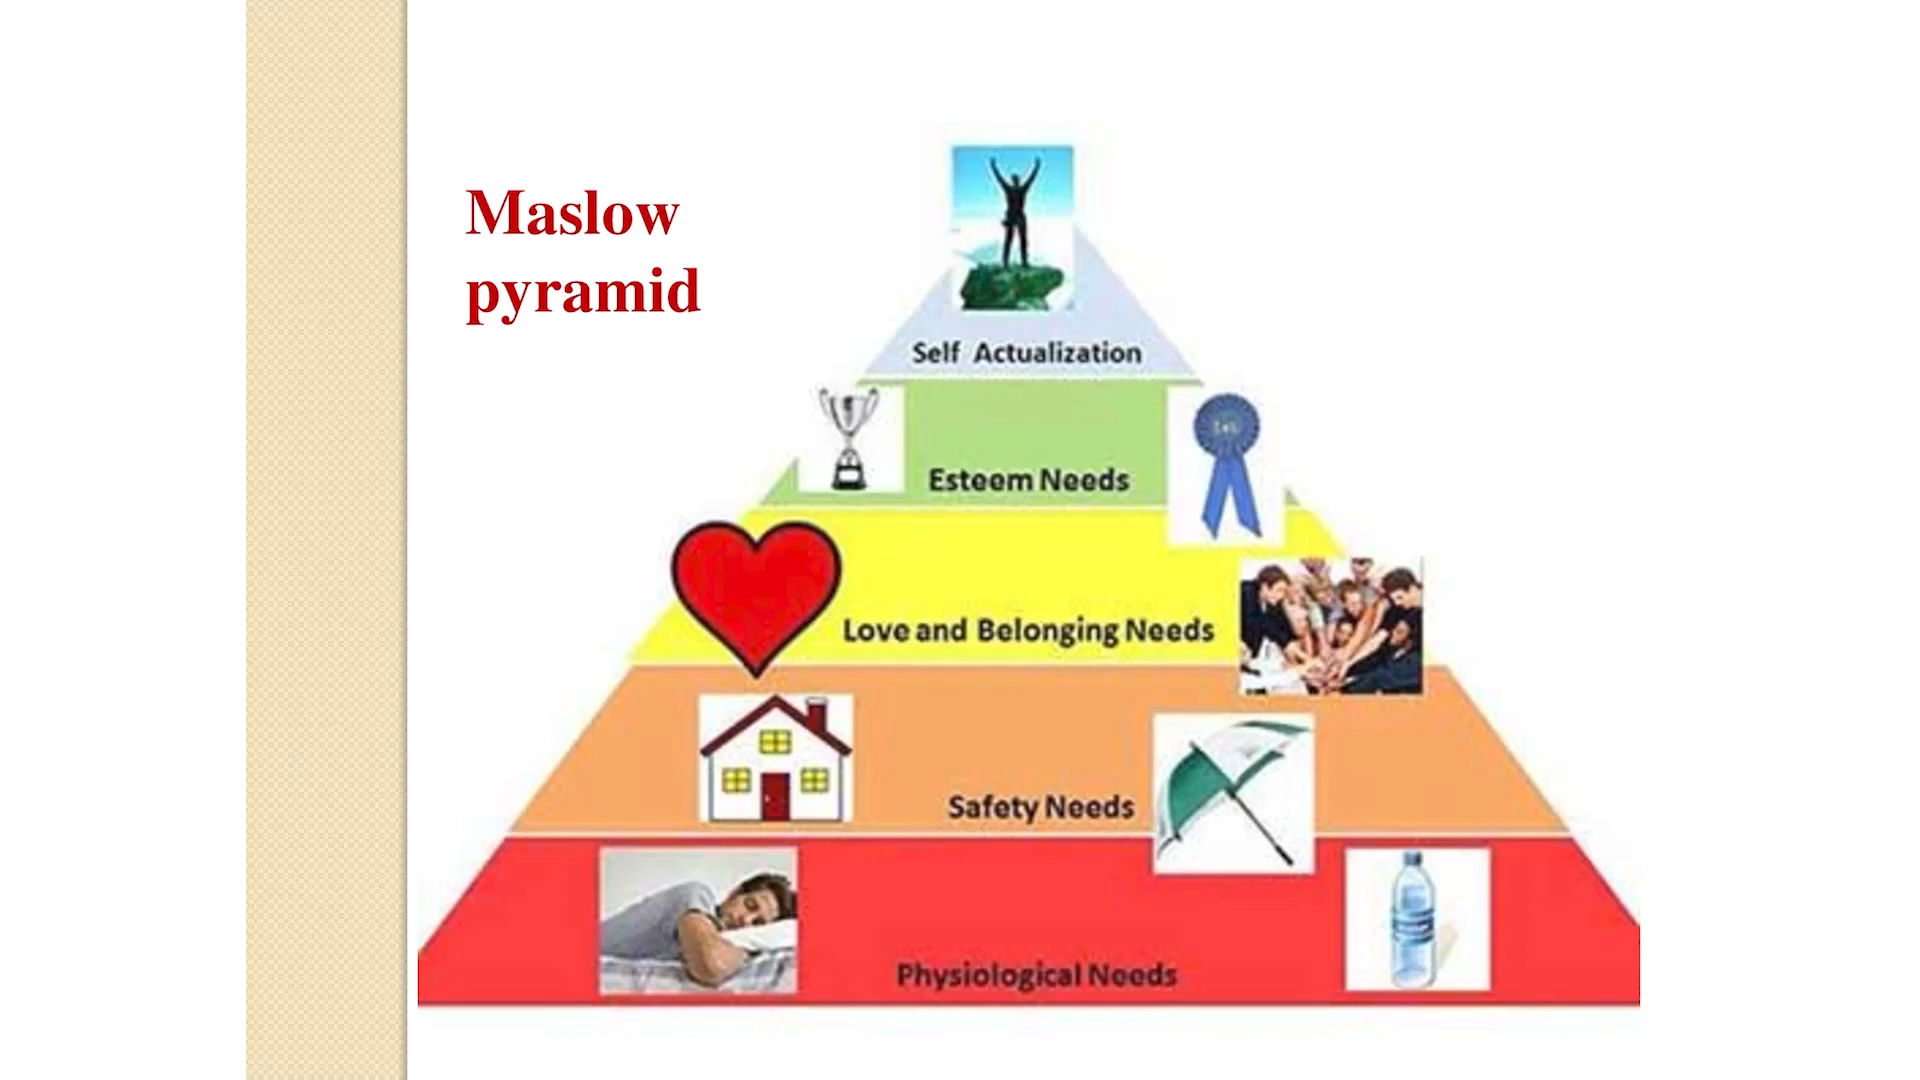 Maslow
pyramid
Self Actualization
Esteem Needs
Love and Belonging Needs
Safety Needs
Physiological Needs